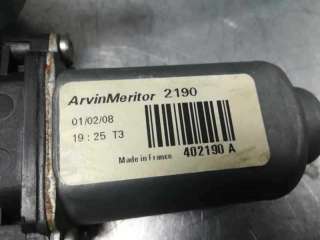 ArvinMeritor 2190
01/02/08
19:25 T3
Made in France
402190 A